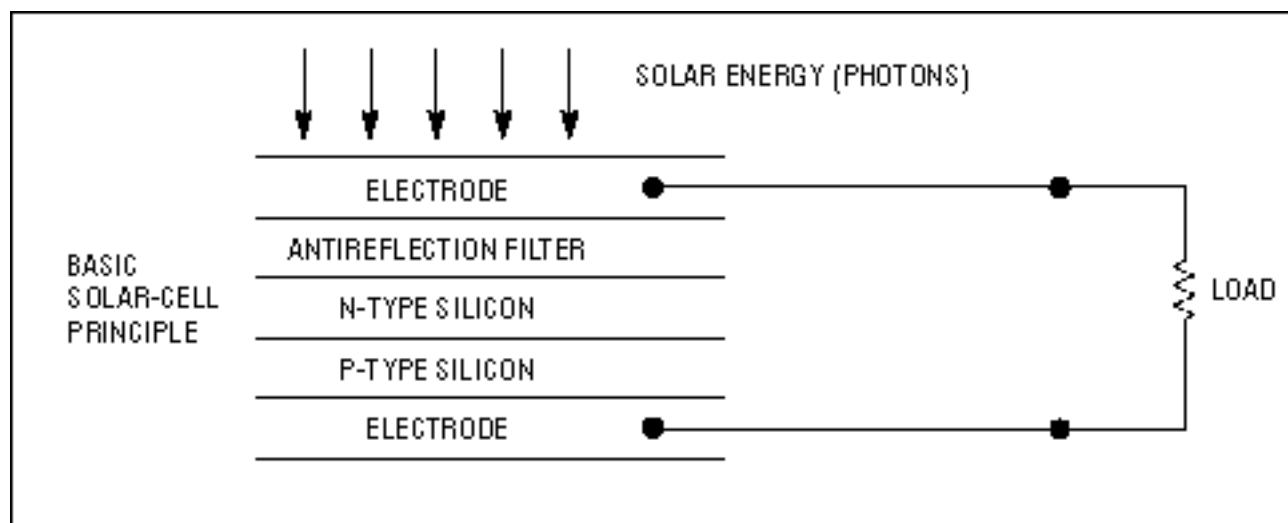 SOLAR ENERGY (PHOTONS)
ELECTRODE
ANTIREFLECTION FILTER
BASIC
SOLAR-CELL
PRINCIPLE
N-TYPE SILICON
LOAD
P-TYPE SILICON
ELECTRODE